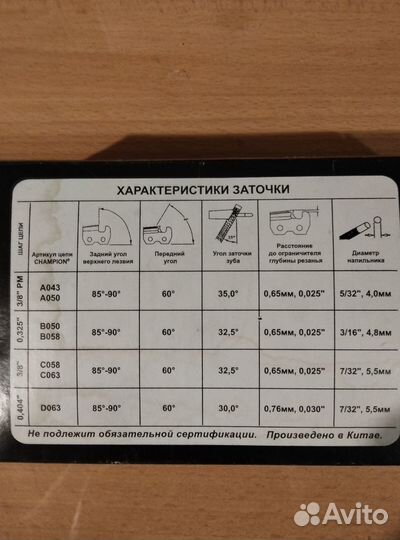 ХАРАКТЕРИСТИКИ ЗАТОЧКИ
ШАГ ЦЕПИ
Артикул цепи CHAMPION®
Задний угол верхнего лезвия
Передний угол
35°
Угол заточки зуба
Расстояние до ограничителя глубины резанья
Диаметр напильника
3/8" PM
A043 A050
85°-90°
60°
35,0°
0,65мм, 0,025"
5/32", 4,0мм
0,325"
B050 B058
85°-90°
60°
32,5°
0,65мм, 0,025"
3/16", 4,8мм
3/8"
C058 C063
85°-90°
60°
32,5°
0,65мм, 0,025"
7/32", 5,5мм
0,404"
D063
85°-90°
60°
30,0°
0,76мм, 0,030"
7/32", 5,5мм
Не подлежит обязательной сертификации. Произведено в Китае.
Avito